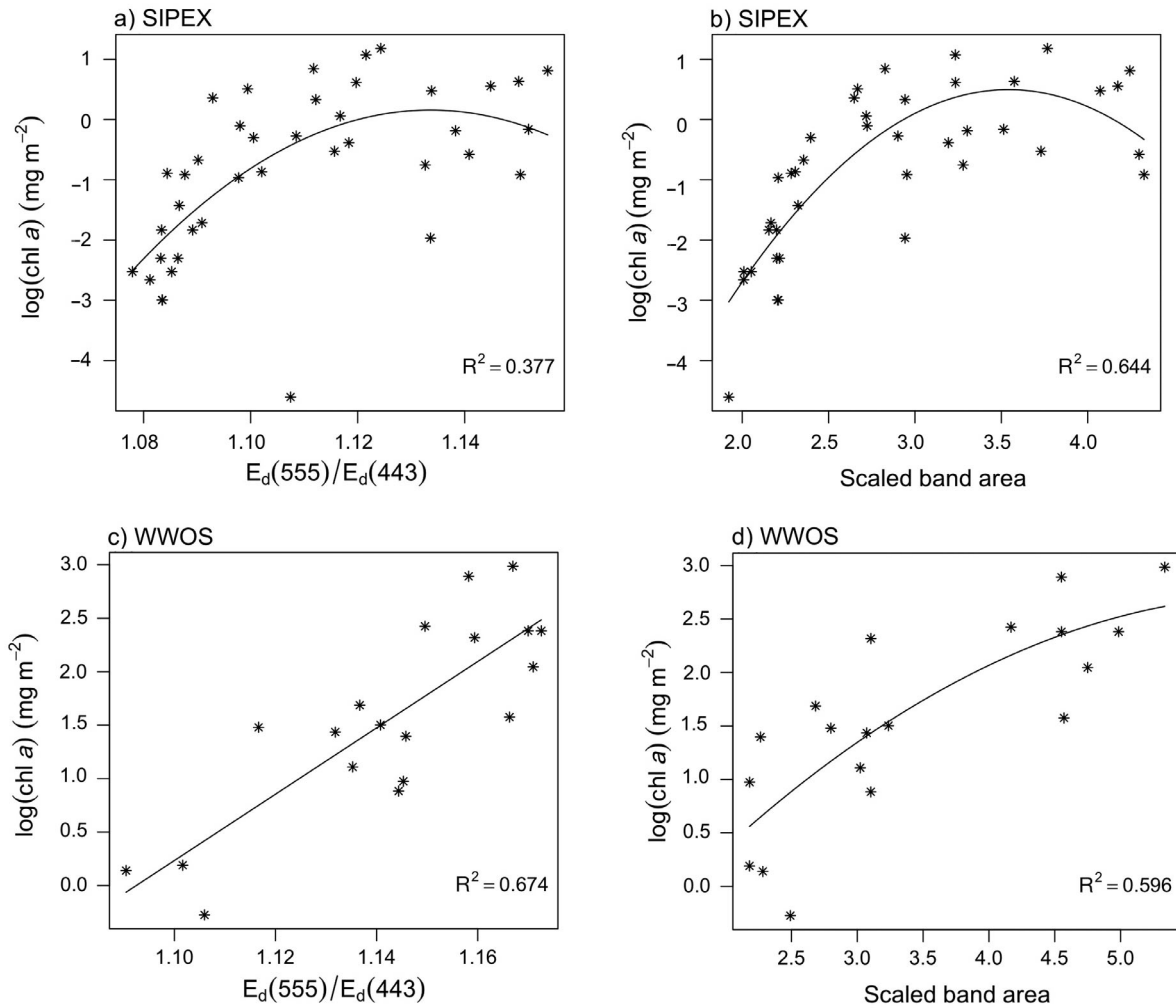 a) SIPEX
log(chl a) (mg m⁻²)
1
0
−1
−2
−3
−4
R² = 0.377
1.08 1.10 1.12 1.14
E_d(555)/E_d(443)
b) SIPEX
log(chl a) (mg m⁻²)
1
0
−1
−2
−3
−4
R² = 0.644
2.0 2.5 3.0 3.5 4.0
Scaled band area
c) WWOS
log(chl a) (mg m⁻²)
3.0
2.5
2.0
1.5
1.0
0.5
0.0
R² = 0.674
1.10 1.12 1.14 1.16
E_d(555)/E_d(443)
d) WWOS
log(chl a) (mg m⁻²)
3.0
2.5
2.0
1.5
1.0
0.5
0.0
R² = 0.596
2.5 3.0 3.5 4.0 4.5 5.0
Scaled band area